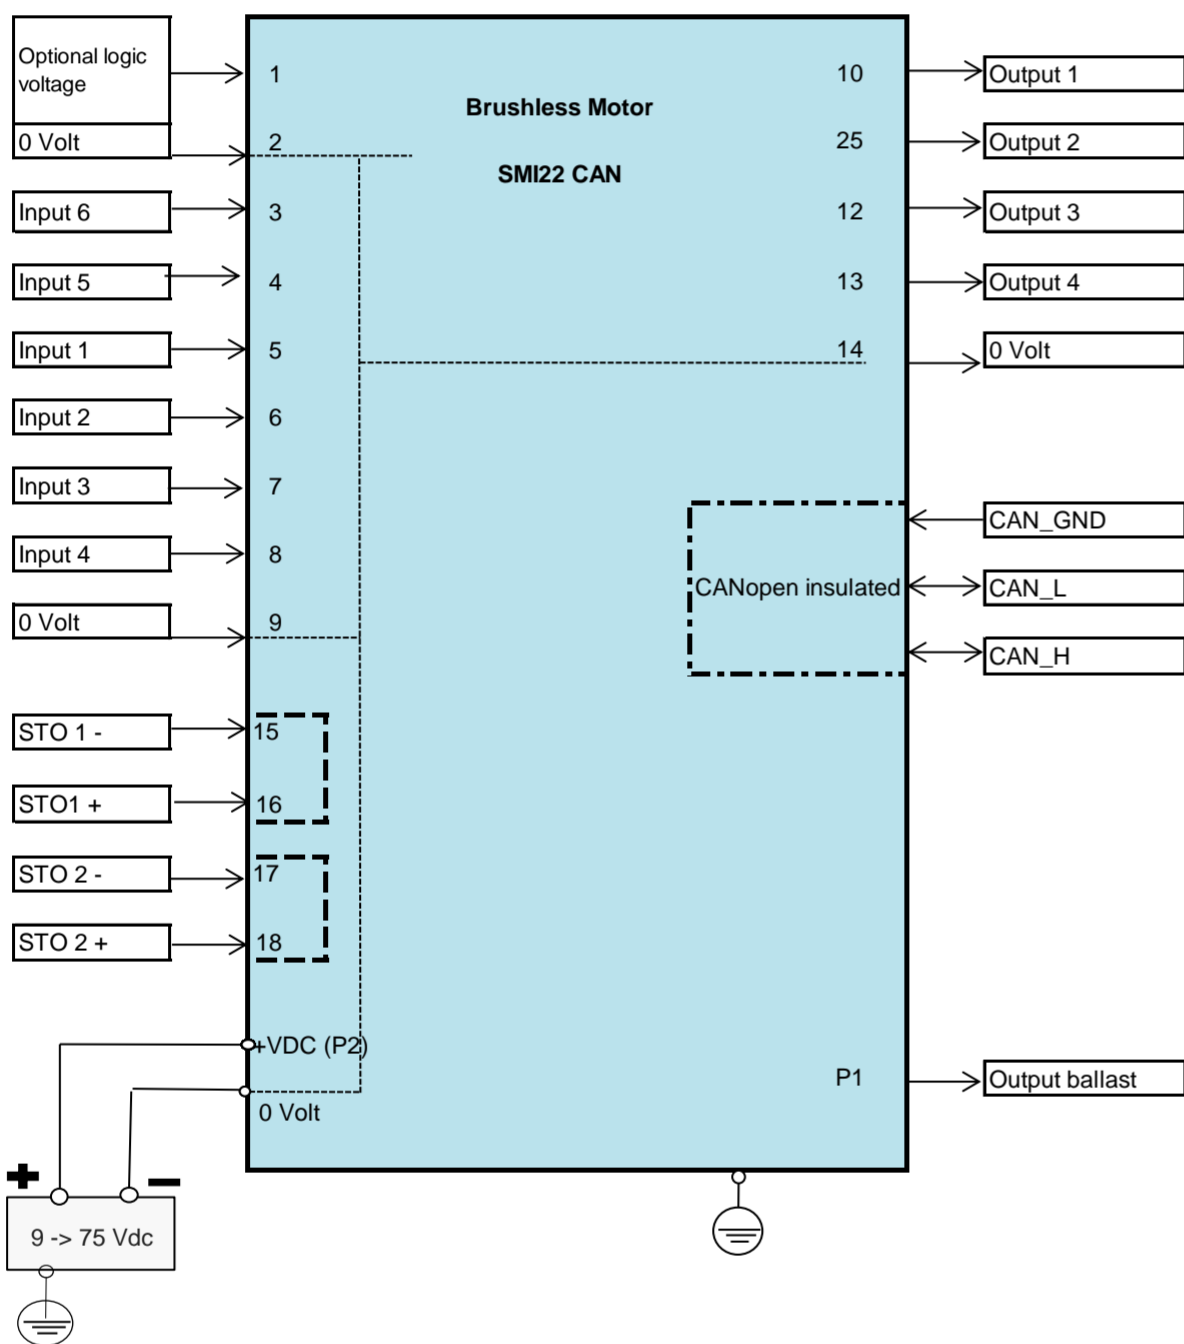 Optional logic
voltage
0 Volt
Input 6
Input 5
Input 1
Input 2
Input 3
Input 4
0 Volt
STO 1 -
STO1 +
STO 2 -
STO 2 +
1
2
3
4
5
6
7
8
9
15
16
17
18
+VDC (P2)
0 Volt
Brushless Motor
SMI22 CAN
10
25
12
13
14
CANopen insulated
P1
Output 1
Output 2
Output 3
Output 4
0 Volt
CAN_GND
CAN_L
CAN_H
Output ballast
+
−
9 -> 75 Vdc